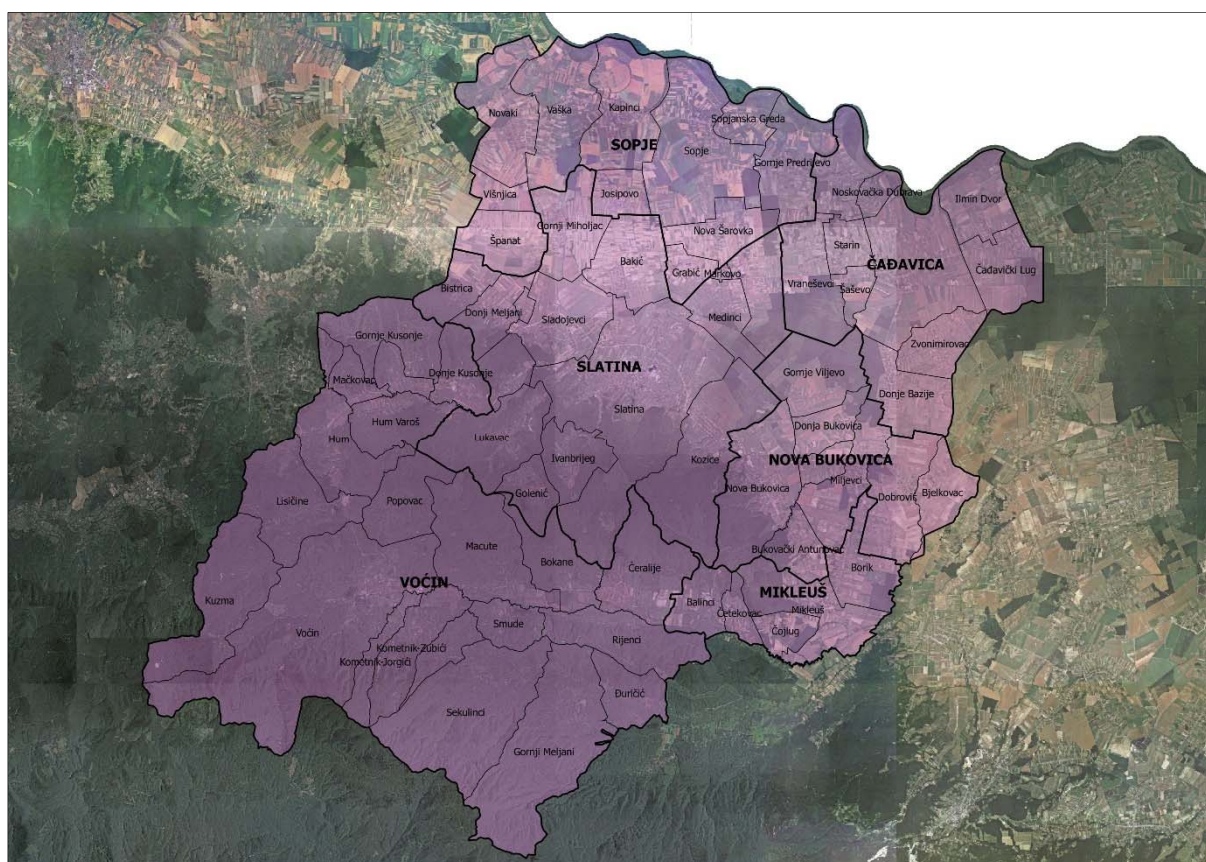 Novaki
Vaška
Kapinci
Sopjanska Greda
SOPJE
Sopje
Gornje Predrijevo
Višnjica
Josipovo
Noskovačka Dubrava
Ilmin Dvor
Gornji Miholjac
Nova Šarovka
Španat
Bakić
Starin
ČAĐAVICA
Grabić
Markovo
Čađavički Lug
Vraneševci
Šaševo
Bistrica
Donji Meljani
Sladojevci
Medinci
Gornje Kusonje
Zvonimirovac
SLATINA
Gornje Viljevo
Mačkovac
Donje Kusonje
Donje Bazije
Slatina
Hum Varoš
Donja Bukovica
Hum
Lukavac
Ivanbrijeg
Kozice
NOVA BUKOVICA
Lisičine
Popovac
Golenić
Nova Bukovica
Miljevci
Dobrović
Bjelkovac
Macute
Bukovački Antunovac
Bokane
Ćeralije
Borik
VOĆIN
MIKLEUŠ
Kuzma
Balinci
Četekovac
Mikleuš
Smude
Čojlug
Voćin
Rijenci
Kometnik-Zubići
Kometnik-Jorgići
Đuričić
Sekulinci
Gornji Meljani